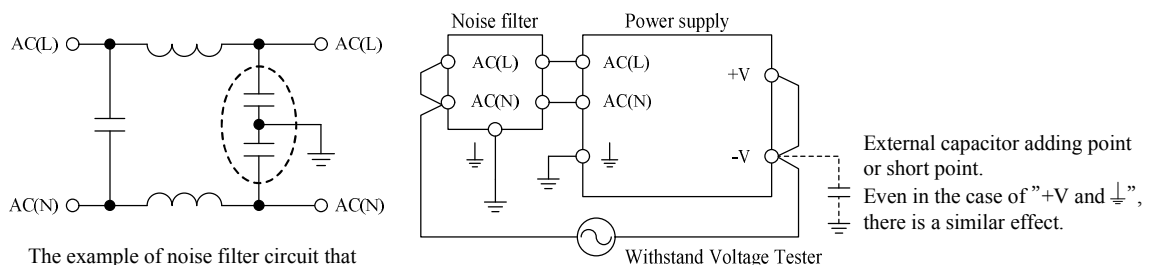 AC(L)
AC(L)
AC(N)
AC(N)
The example of noise filter circuit that
Noise filter
Power supply
AC(L)
AC(L)
+V
AC(N)
AC(N)
-V
Withstand Voltage Tester
External capacitor adding point
or short point.
Even in the case of ”+V and ⏚”,
there is a similar effect.